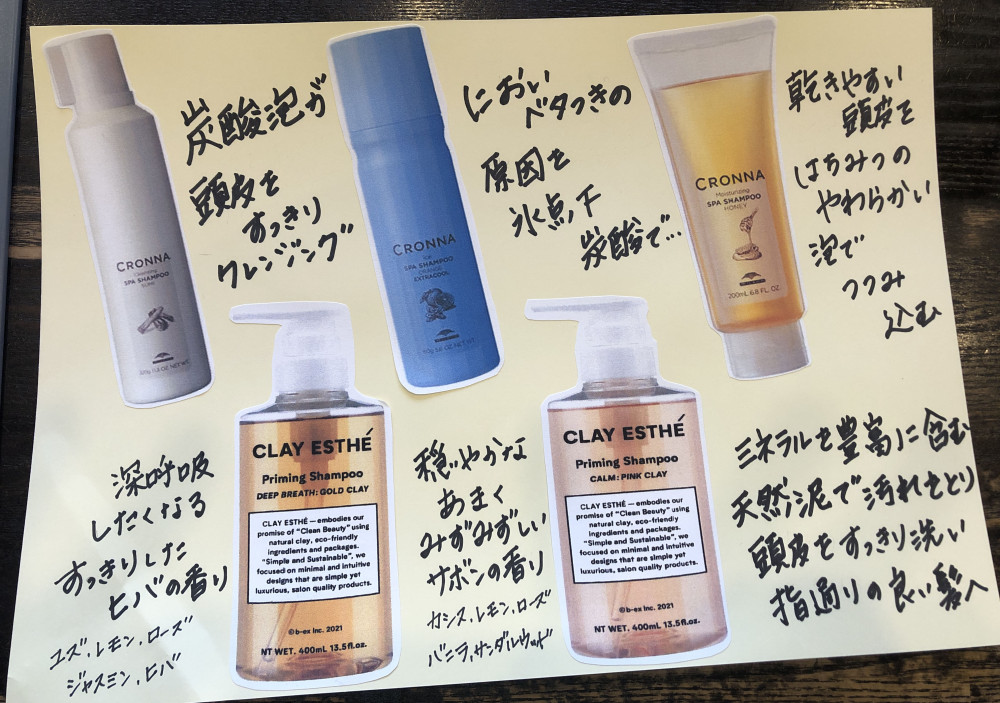 CRONNA
Cleansing
SPA SHAMPOO
炭酸泡が
頭皮を
すっきり
クレンジング
CRONNA
Ice
SPA SHAMPOO
ORANGE
EXTRACOOL
におい
ベタつきの
原因を
氷点下
炭酸で…
CRONNA
Moisturizing
SPA SHAMPOO
HONEY
200mL 6.8 FL. OZ.
乾きやすい
頭皮を
はちみつの
やわらかい
泡で
つつみ
込む
深呼吸
したくなる
すっきりした
ヒバの香り
ユズ、レモン、ローズ
ジャスミン、ヒバ
CLAY ESTHÉ
Priming Shampoo
DEEP BREATH: GOLD CLAY
CLAY ESTHÉ — embodies our
promise of "Clean Beauty" using
natural clay, eco-friendly
ingredients and packages.
"Simple and Sustainable", we
focused on minimal and intuitive
designs that are simple yet
luxurious, salon quality products.
©b-ex Inc. 2021
NT WET. 400mL 13.5fl.oz.
穏やかな
あまく
みずみずしい
サボンの香り
カシス、レモン、ローズ
バニラ、サンダルウッド
CLAY ESTHÉ
Priming Shampoo
CALM: PINK CLAY
CLAY ESTHÉ — embodies our
promise of "Clean Beauty" using
natural clay, eco-friendly
ingredients and packages.
"Simple and Sustainable", we
focused on minimal and intuitive
designs that are simple yet
luxurious, salon quality products.
©b-ex Inc. 2021
NT WET. 400mL 13.5fl.oz.
ミネラルを豊富に含む
天然泥で汚れをとり
頭皮をすっきり洗い
指通りの良い髪へ